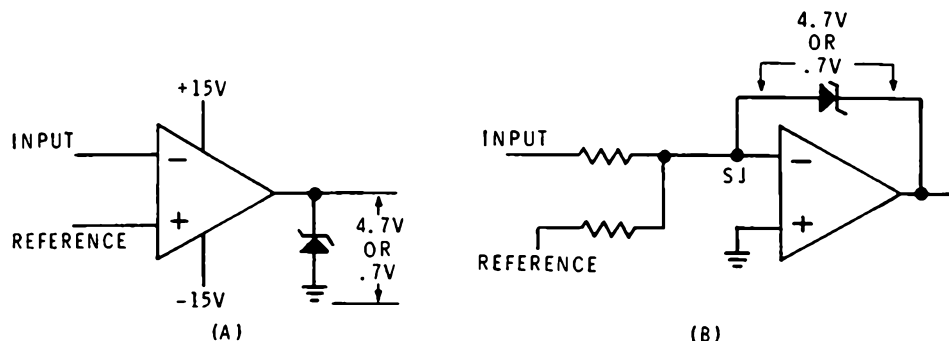 +15V
INPUT
−
+
REFERENCE
-15V
4.7V
OR
.7V
(A)
4.7V
OR
.7V
INPUT
SJ
−
+
REFERENCE
(B)